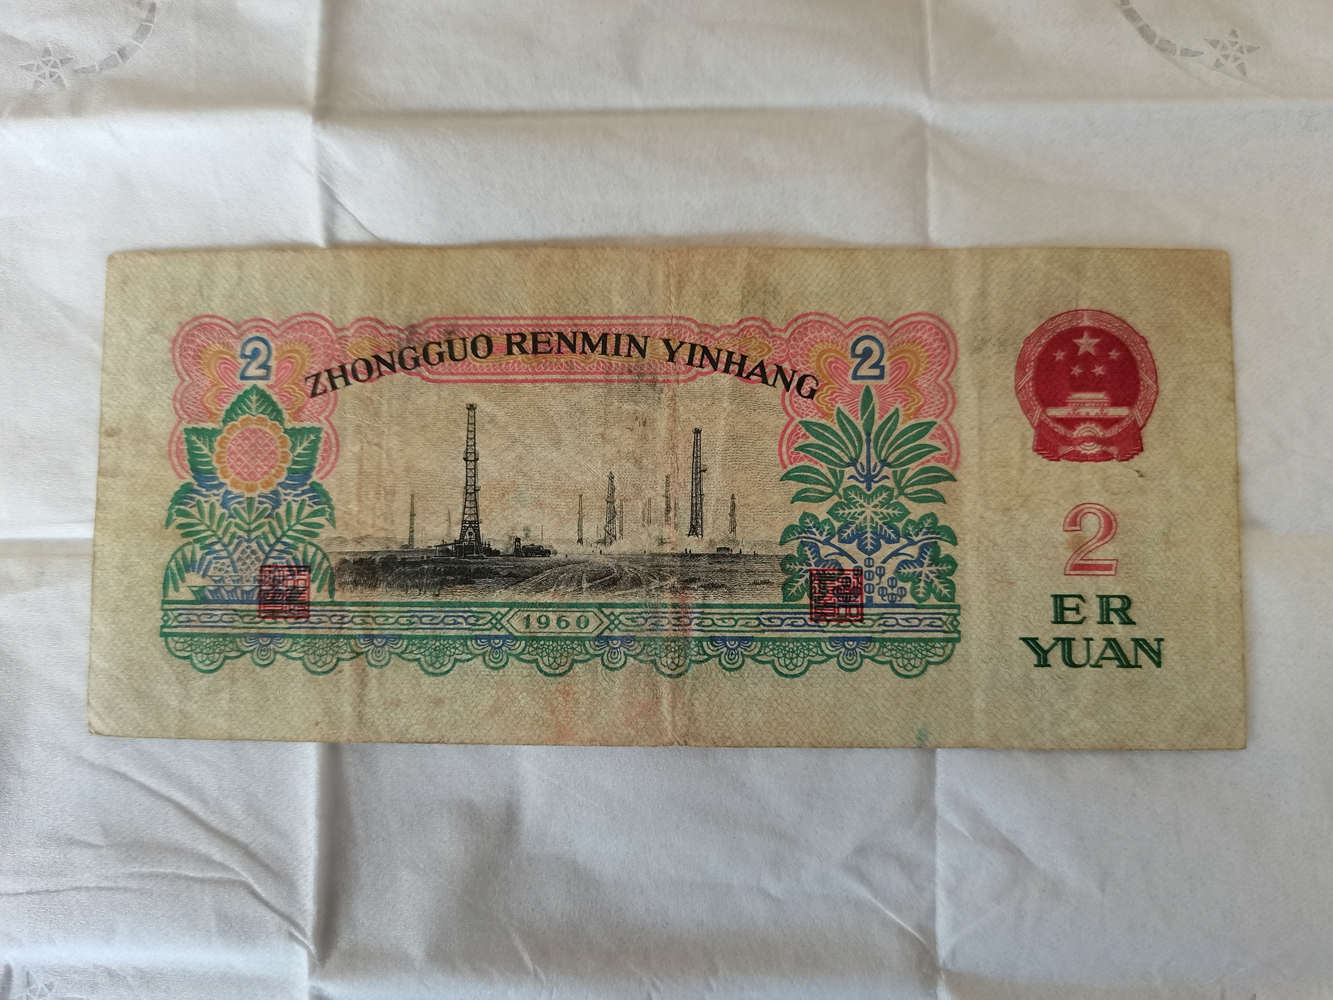 2 ZHONGGUO RENMIN YINHANG 2
1960
2
ER
YUAN